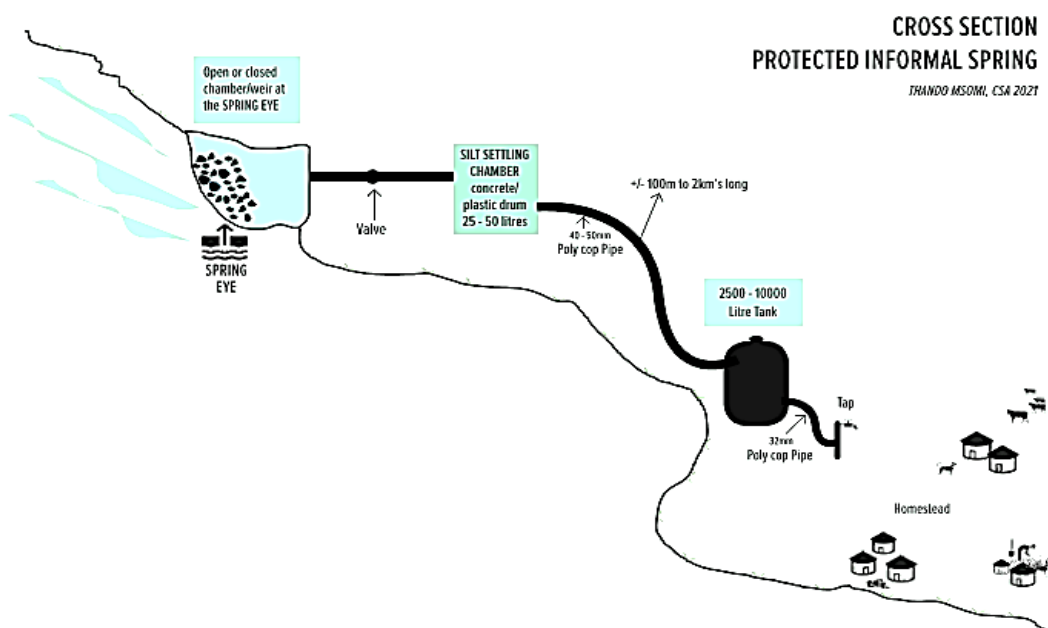 CROSS SECTION
PROTECTED INFORMAL SPRING
THANDO MSOMI, CSA 2021
Open or closed
chamber/weir at
the SPRING EYE
SILT SETTLING
CHAMBER
concrete/
plastic drum
25 - 50 litres
+/- 100m to 2km's long
Valve
40 - 50mm
Poly cop Pipe
SPRING
EYE
2500 - 10000
Litre Tank
Tap
32mm
Poly cop Pipe
Homestead